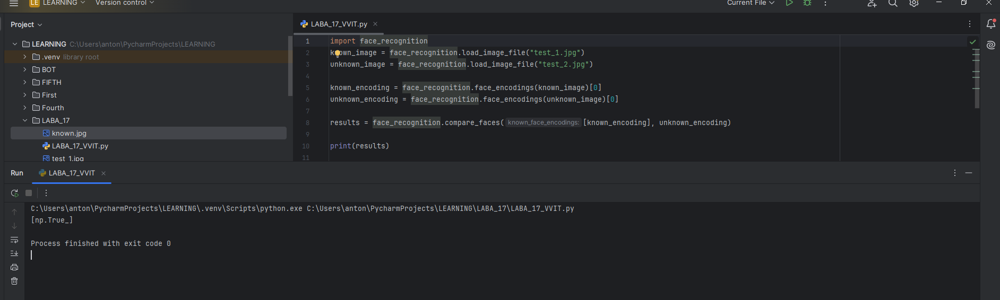 LE LEARNING Version control Current File
Project
LEARNING C:\Users\anton\PycharmProjects\LEARNING
.venv library root
BOT
FIFTH
First
Fourth
LABA_17
known.jpg
LABA_17_VVIT.py
test_1.jpg
LABA_17_VVIT.py
1 import face_recognition
2 known_image = face_recognition.load_image_file("test_1.jpg")
3 unknown_image = face_recognition.load_image_file("test_2.jpg")
4
5 known_encoding = face_recognition.face_encodings(known_image)[0]
6 unknown_encoding = face_recognition.face_encodings(unknown_image)[0]
7
8 results = face_recognition.compare_faces( known_face_encodings: [known_encoding], unknown_encoding)
9
10 print(results)
11
Run LABA_17_VVIT
C:\Users\anton\PycharmProjects\LEARNING\.venv\Scripts\python.exe C:\Users\anton\PycharmProjects\LEARNING\LABA_17\LABA_17_VVIT.py
[np.True_]
Process finished with exit code 0